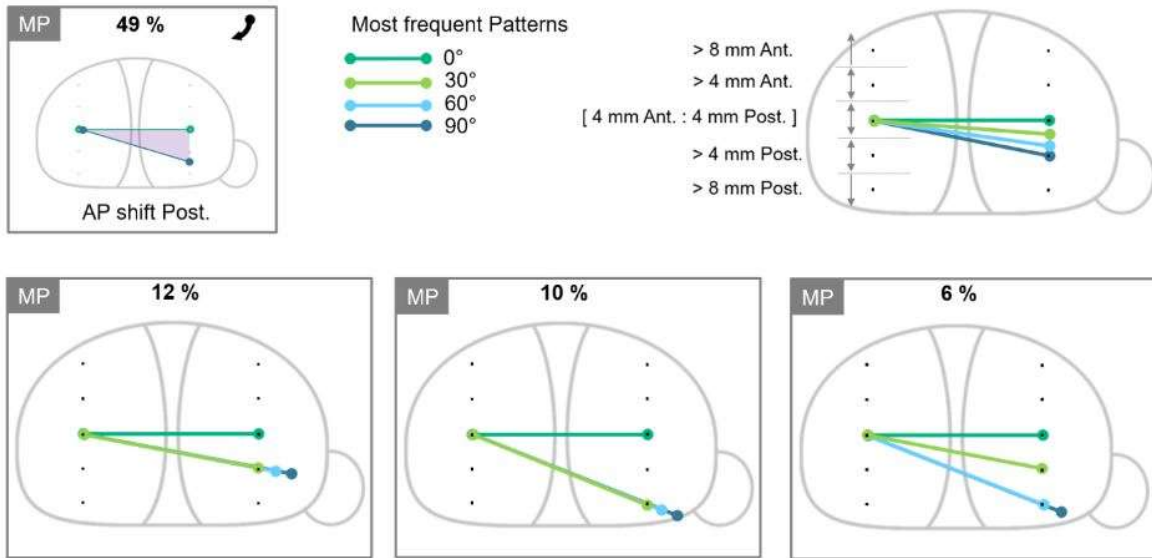 MP
49 %
AP shift Post.
Most frequent Patterns
0°
30°
60°
90°
> 8 mm Ant.
> 4 mm Ant.
[ 4 mm Ant. : 4 mm Post. ]
> 4 mm Post.
> 8 mm Post.
MP
12 %
MP
10 %
MP
6 %